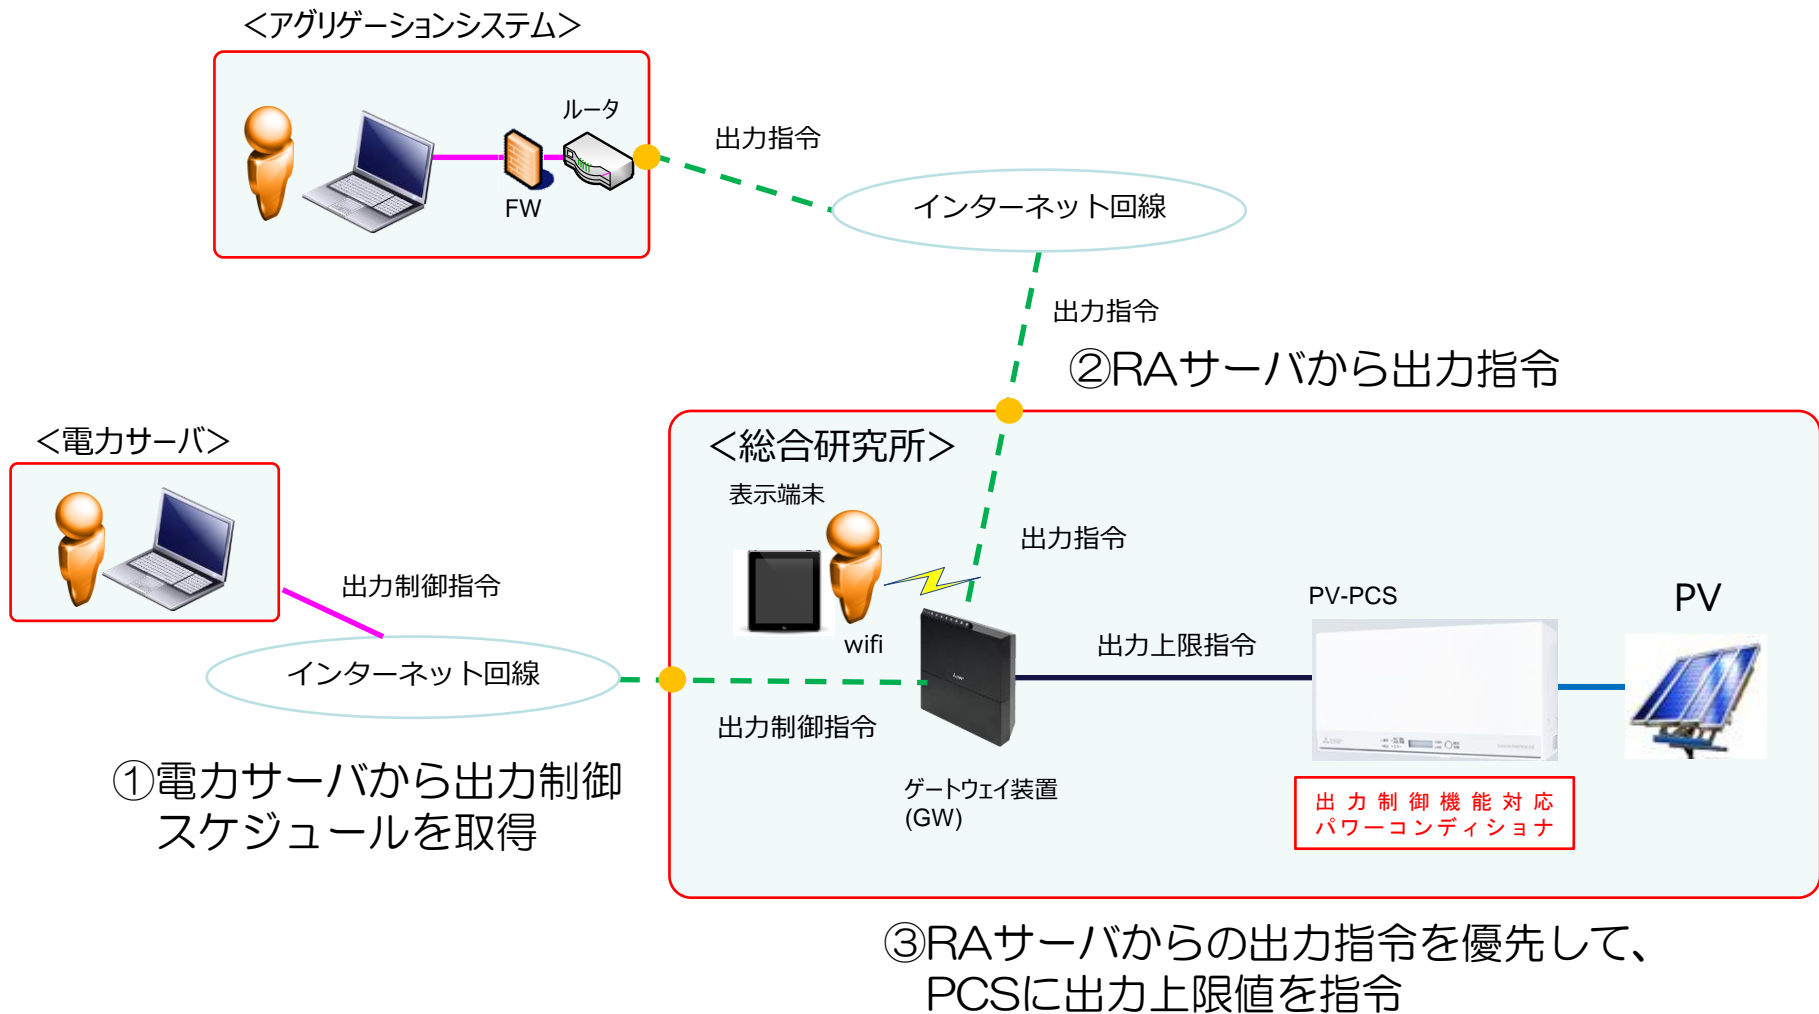 ＜アグリゲーションシステム＞
ルータ
FW
出力指令
インターネット回線
出力指令
②RAサーバから出力指令
＜電力サーバ＞
出力制御指令
インターネット回線
①電力サーバから出力制御
スケジュールを取得
＜総合研究所＞
表示端末
wifi
出力指令
出力制御指令
ゲートウェイ装置
(GW)
出力上限指令
PV-PCS
PV
出力制御機能対応
パワーコンディショナ
③RAサーバからの出力指令を優先して、
PCSに出力上限値を指令